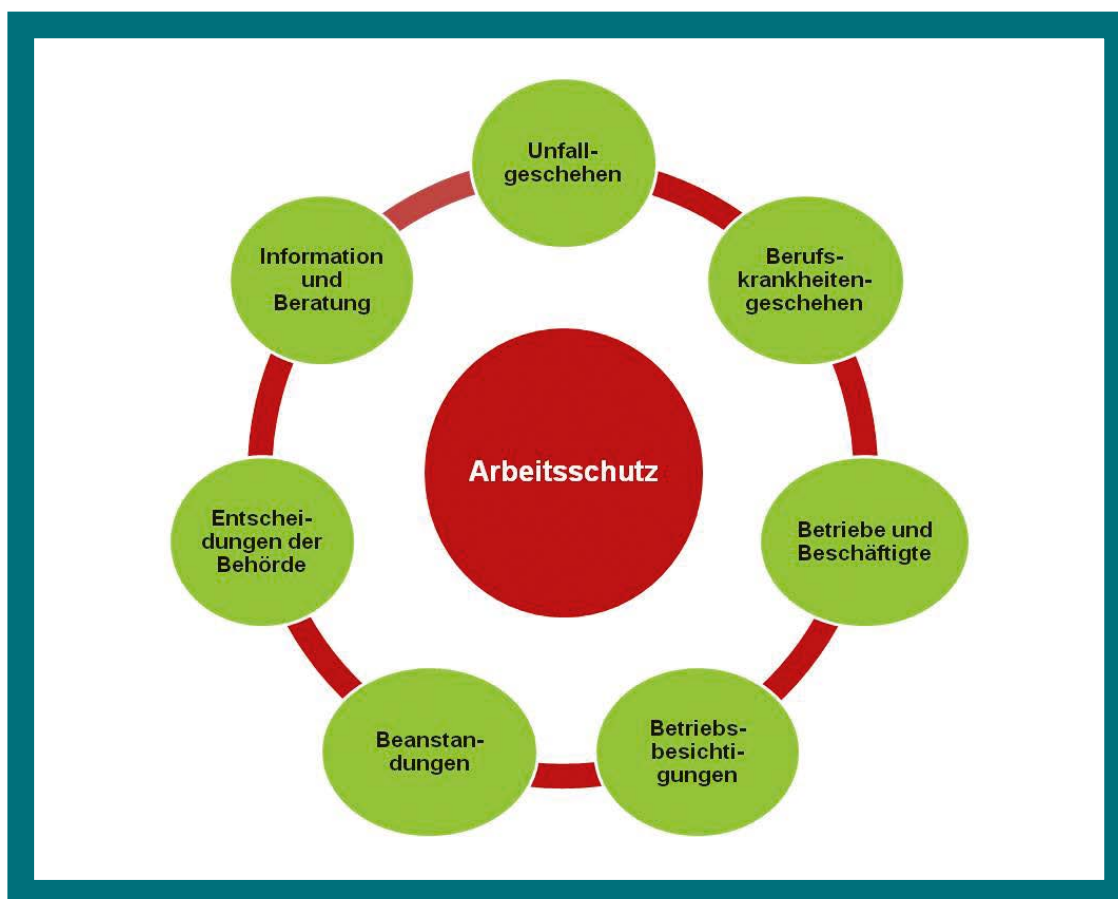 Unfall-
geschehen
Berufs-
krankheiten-
geschehen
Betriebe und
Beschäftigte
Betriebs-
besichti-
gungen
Beanstan-
dungen
Entschei-
dungen der
Behörde
Information
und
Beratung
Arbeitsschutz